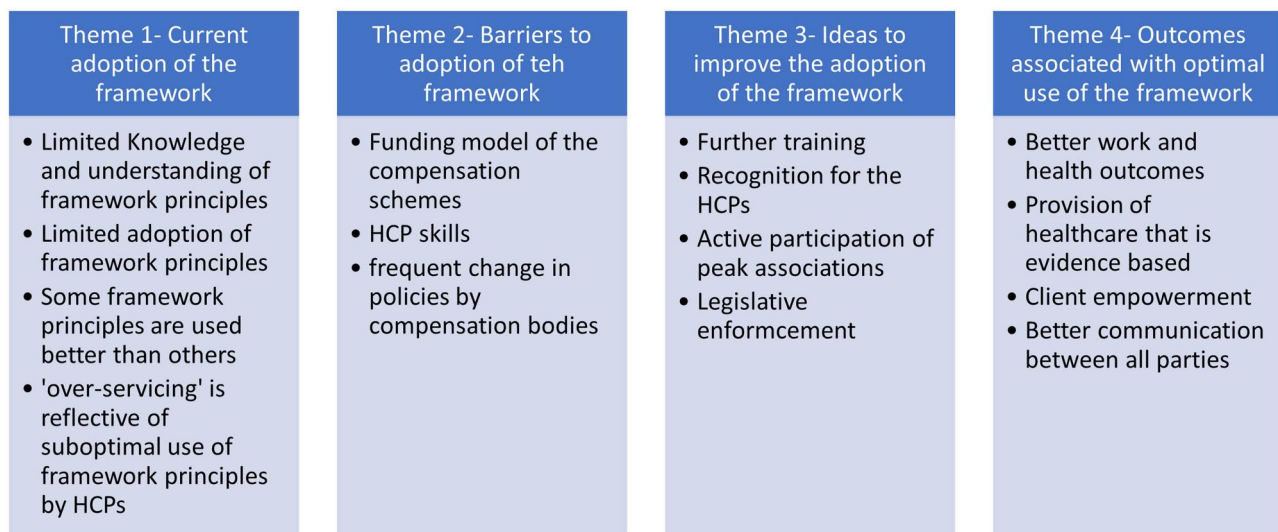 Theme 1- Current
adoption of the
framework
• Limited Knowledge
and understanding of
framework principles
• Limited adoption of
framework principles
• Some framework
principles are used
better than others
• 'over-servicing' is
reflective of
suboptimal use of
framework principles
by HCPs
Theme 2- Barriers to
adoption of teh
framework
• Funding model of the
compensation
schemes
• HCP skills
• frequent change in
policies by
compensation bodies
Theme 3- Ideas to
improve the adoption
of the framework
• Further training
• Recognition for the
HCPs
• Active participation of
peak associations
• Legislative
enformcement
Theme 4- Outcomes
associated with optimal
use of the framework
• Better work and
health outcomes
• Provision of
healthcare that is
evidence based
• Client empowerment
• Better communication
between all parties